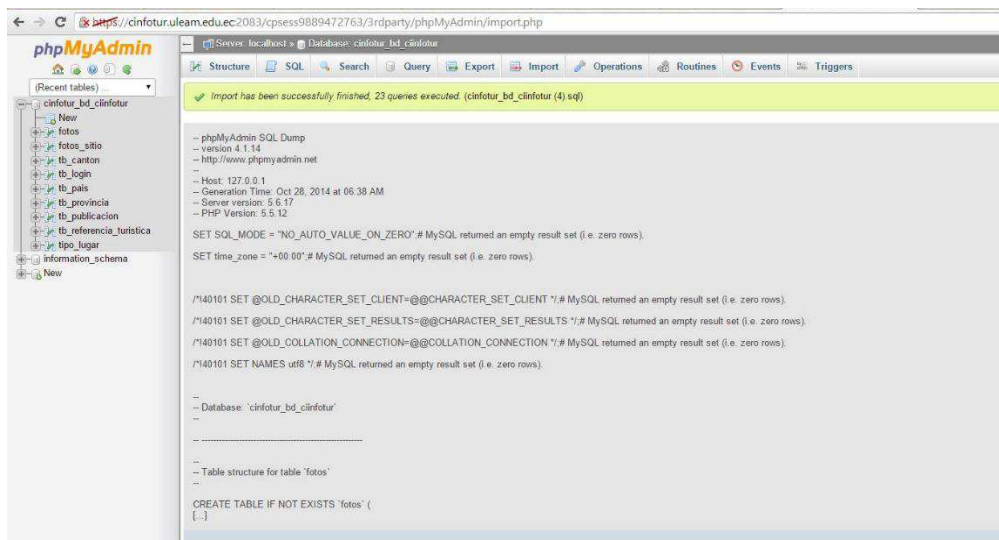 https://cinfotur.uleam.edu.ec:2083/cpsess9889472763/3rdparty/phpMyAdmin/import.php
phpMyAdmin
(Recent tables) ...
cinfotur_bd_ciinfotur
New
fotos
fotos_sitio
tb_canton
tb_login
tb_pais
tb_provincia
tb_publicacion
tb_referencia_turistica
tipo_lugar
information_schema
New
Server: localhost » Database: cinfotur_bd_ciinfotur
Structure SQL Search Query Export Import Operations Routines Events Triggers
Import has been successfully finished, 23 queries executed. (cinfotur_bd_ciinfotur (4).sql)
-- phpMyAdmin SQL Dump
-- version 4.1.14
-- http://www.phpmyadmin.net
--
-- Host: 127.0.0.1
-- Generation Time: Oct 28, 2014 at 06:38 AM
-- Server version: 5.6.17
-- PHP Version: 5.5.12
SET SQL_MODE = "NO_AUTO_VALUE_ON_ZERO";# MySQL returned an empty result set (i.e. zero rows).
SET time_zone = "+00:00";# MySQL returned an empty result set (i.e. zero rows).
/*!40101 SET @OLD_CHARACTER_SET_CLIENT=@@CHARACTER_SET_CLIENT */;# MySQL returned an empty result set (i.e. zero rows).
/*!40101 SET @OLD_CHARACTER_SET_RESULTS=@@CHARACTER_SET_RESULTS */;# MySQL returned an empty result set (i.e. zero rows).
/*!40101 SET @OLD_COLLATION_CONNECTION=@@COLLATION_CONNECTION */;# MySQL returned an empty result set (i.e. zero rows).
/*!40101 SET NAMES utf8 */;# MySQL returned an empty result set (i.e. zero rows).
--
-- Database: `cinfotur_bd_ciinfotur`
--
-- --------------------------------------------------------
--
-- Table structure for table `fotos`
--
CREATE TABLE IF NOT EXISTS `fotos` (
[...]